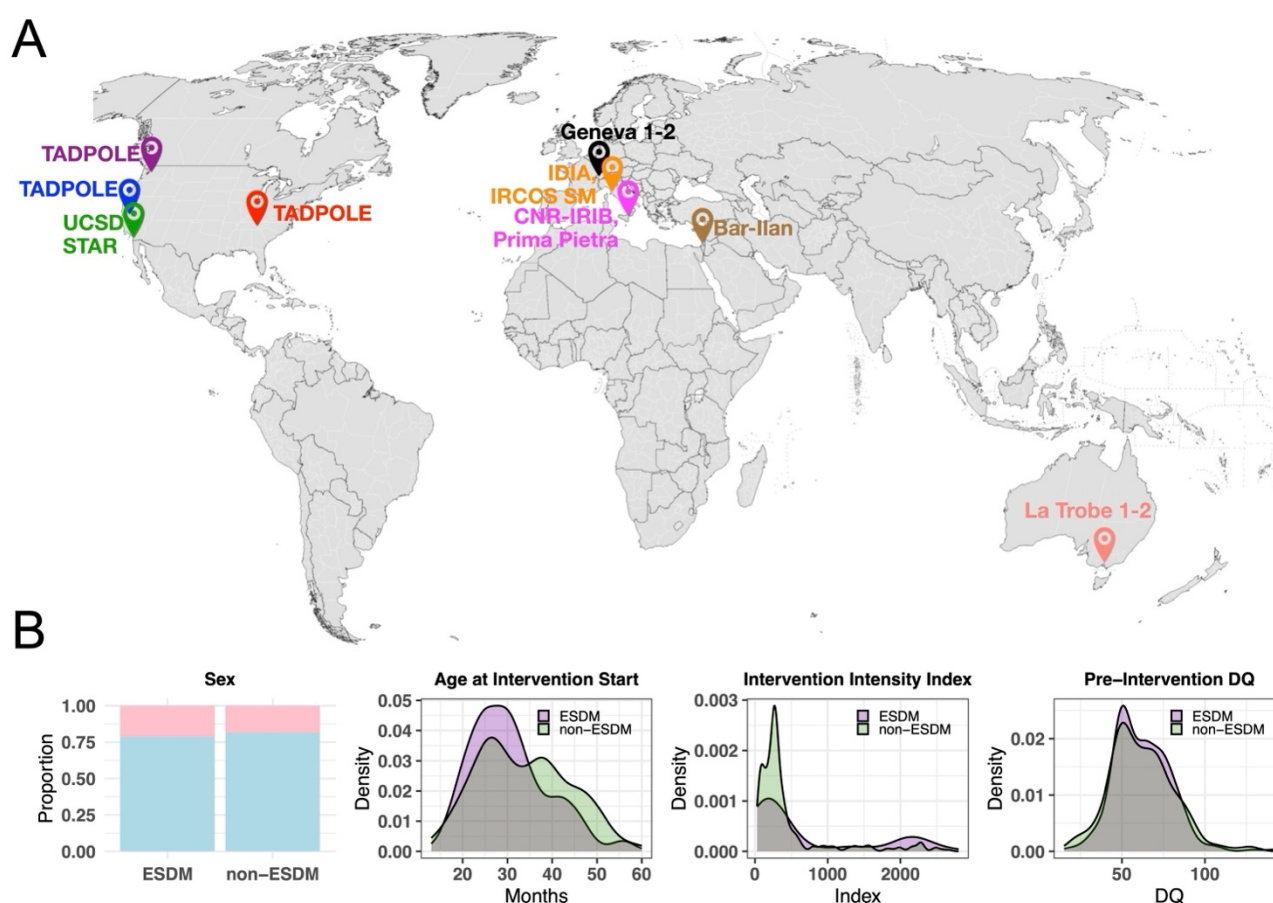 A
Geneva 1-2
TADPOLE
IDIA,
TADPOLE
IRCOS SM
UCSD
STAR
TADPOLE
CNR-IRIB,
Prima Pietra
Bar-Ilan
La Trobe 1-2
B
Sex
Proportion
1.00
0.75
0.50
0.25
0.00
ESDM non-ESDM
Age at Intervention Start
Density
0.05
0.04
0.03
0.02
0.01
0.00
ESDM
non-ESDM
20 30 40 50 60
Months
Intervention Intensity Index
Density
0.003
0.002
0.001
0.000
ESDM
non-ESDM
0 1000 2000
Index
Pre-Intervention DQ
Density
0.02
0.01
0.00
ESDM
non-ESDM
50 100
DQ